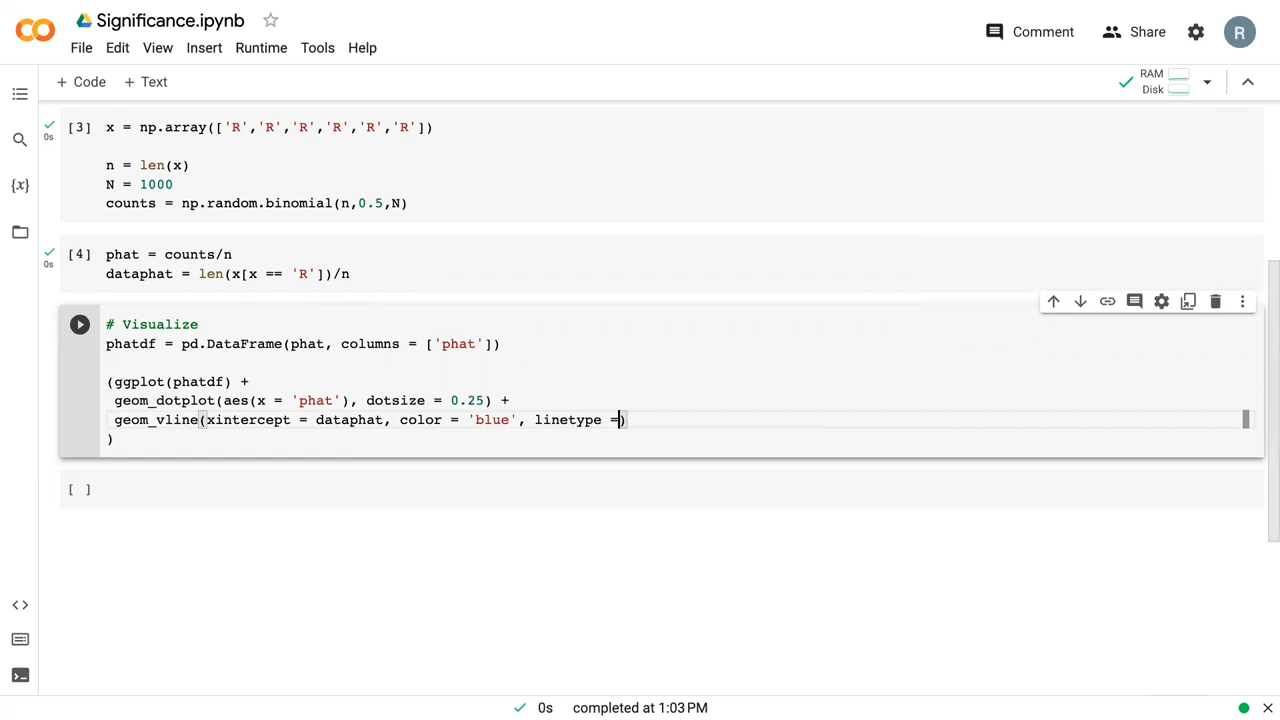 Significance.ipynb
File Edit View Insert Runtime Tools Help
Comment Share R
+ Code + Text
RAM
Disk
[3] x = np.array(['R','R','R','R','R','R'])
0s
n = len(x)
N = 1000
counts = np.random.binomial(n,0.5,N)
[4] phat = counts/n
0s dataphat = len(x[x == 'R'])/n
# Visualize
phatdf = pd.DataFrame(phat, columns = ['phat'])
(ggplot(phatdf) +
geom_dotplot(aes(x = 'phat'), dotsize = 0.25) +
geom_vline(xintercept = dataphat, color = 'blue', linetype =)
)
[ ]
0s completed at 1:03 PM